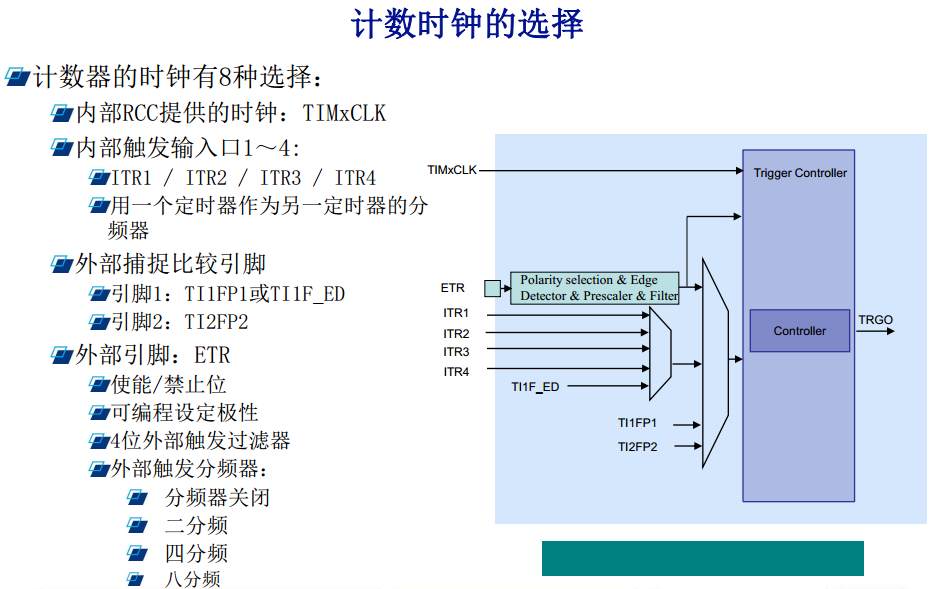 计数时钟的选择
计数器的时钟有8种选择:
内部RCC提供的时钟: TIMxCLK
内部触发输入口1～4:
ITR1 / ITR2 / ITR3 / ITR4
用一个定时器作为另一定时器的分
频器
外部捕捉比较引脚
引脚1: TI1FP1或TI1F_ED
引脚2: TI2FP2
外部引脚: ETR
使能/禁止位
可编程设定极性
4位外部触发过滤器
外部触发分频器:
分频器关闭
二分频
四分频
八分频
TIMxCLK
Trigger Controller
ETR
Polarity selection & Edge
Detector & Prescaler & Filter
ITR1
ITR2
ITR3
ITR4
TI1F_ED
TI1FP1
TI2FP2
Controller
TRGO